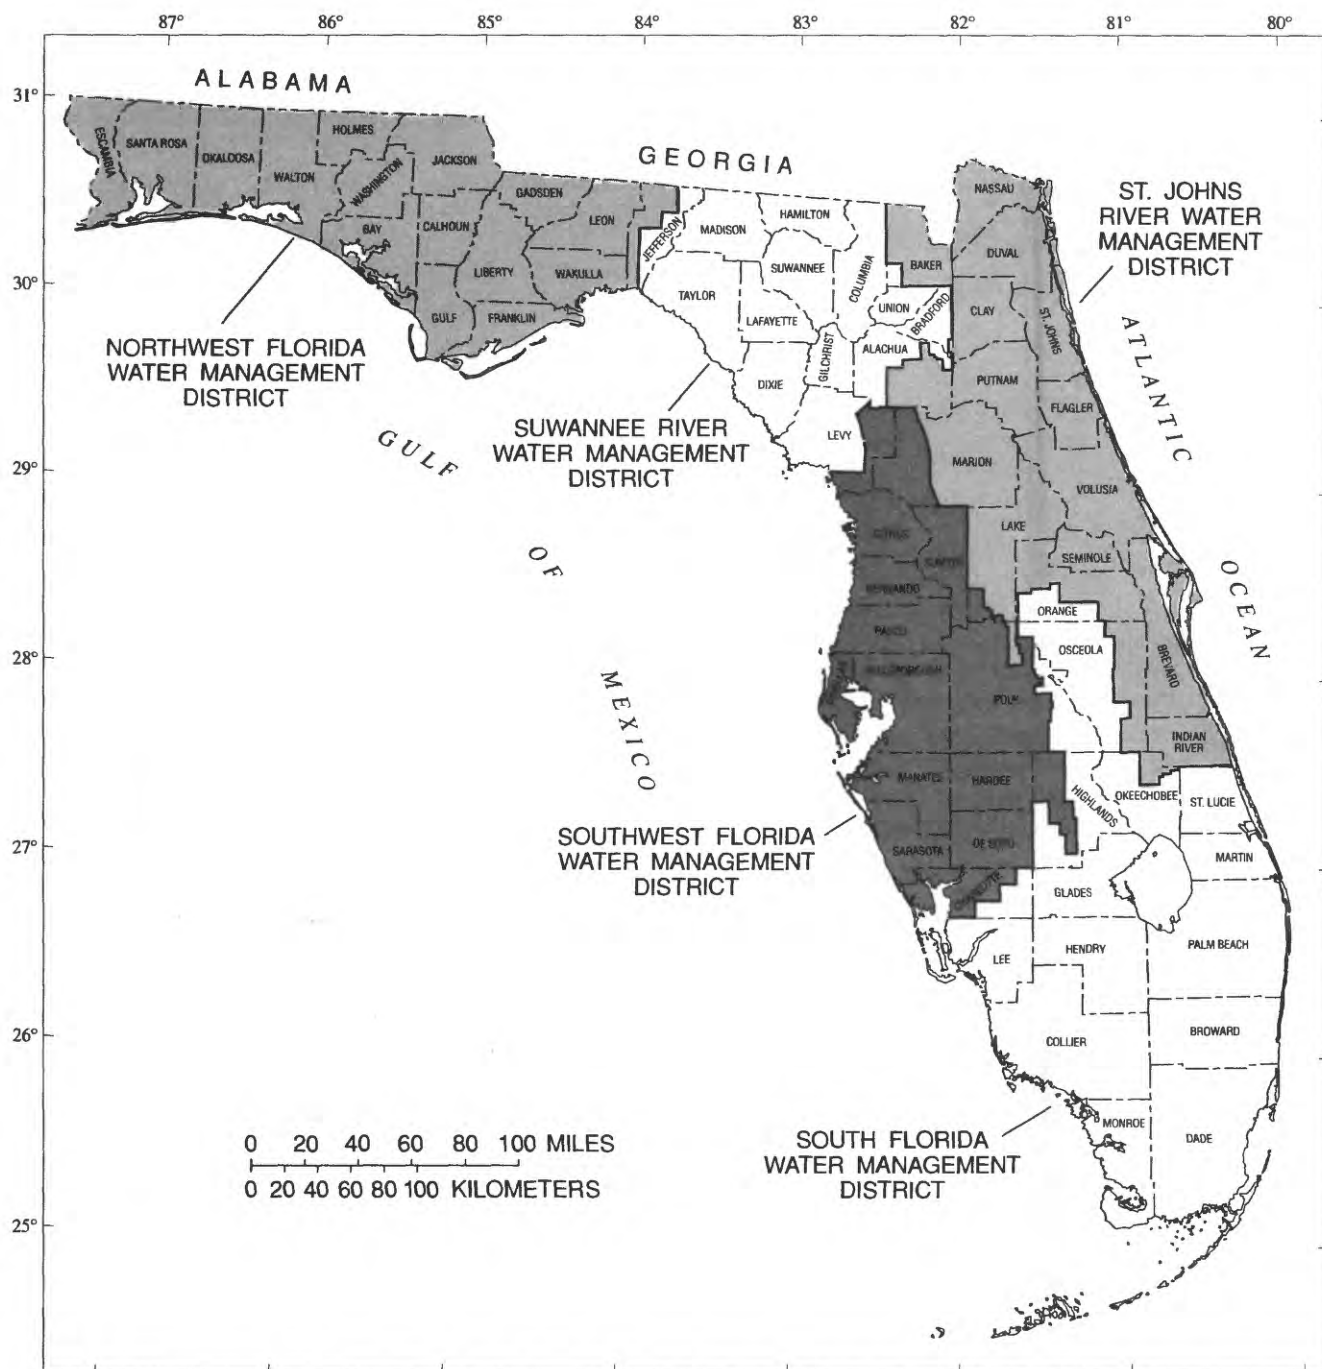 87° 86° 85° 84° 83° 82° 81° 80°
31°
30°
29°
28°
27°
26°
25°
ALABAMA
GEORGIA
ATLANTIC
OCEAN
GULF
OF
MEXICO
NORTHWEST FLORIDA
WATER MANAGEMENT
DISTRICT
SUWANNEE RIVER
WATER MANAGEMENT
DISTRICT
ST. JOHNS
RIVER WATER
MANAGEMENT
DISTRICT
SOUTHWEST FLORIDA
WATER MANAGEMENT
DISTRICT
SOUTH FLORIDA
WATER MANAGEMENT
DISTRICT
ESCAMBIA
SANTA ROSA
OKALOOSA
WALTON
HOLMES
WASHINGTON
JACKSON
BAY
CALHOUN
GULF
GADSDEN
LIBERTY
LEON
WAKULLA
FRANKLIN
JEFFERSON
MADISON
HAMILTON
TAYLOR
SUWANNEE
LAFAYETTE
COLUMBIA
UNION
BRADFORD
GILCHRIST
ALACHUA
DIXIE
LEVY
BAKER
NASSAU
DUVAL
CLAY
ST. JOHNS
PUTNAM
FLAGLER
MARION
VOLUSIA
LAKE
SEMINOLE
ORANGE
OSCEOLA
BREVARD
INDIAN
RIVER
CITRUS
SUMTER
HERNANDO
PASCO
HILLSBOROUGH
POLK
MANATEE
HARDEE
SARASOTA
DE SOTO
CHARLOTTE
HIGHLANDS
OKEECHOBEE
ST. LUCIE
MARTIN
GLADES
LEE
HENDRY
PALM BEACH
COLLIER
BROWARD
MONROE
DADE
0 20 40 60 80 100 MILES
0 20 40 60 80 100 KILOMETERS